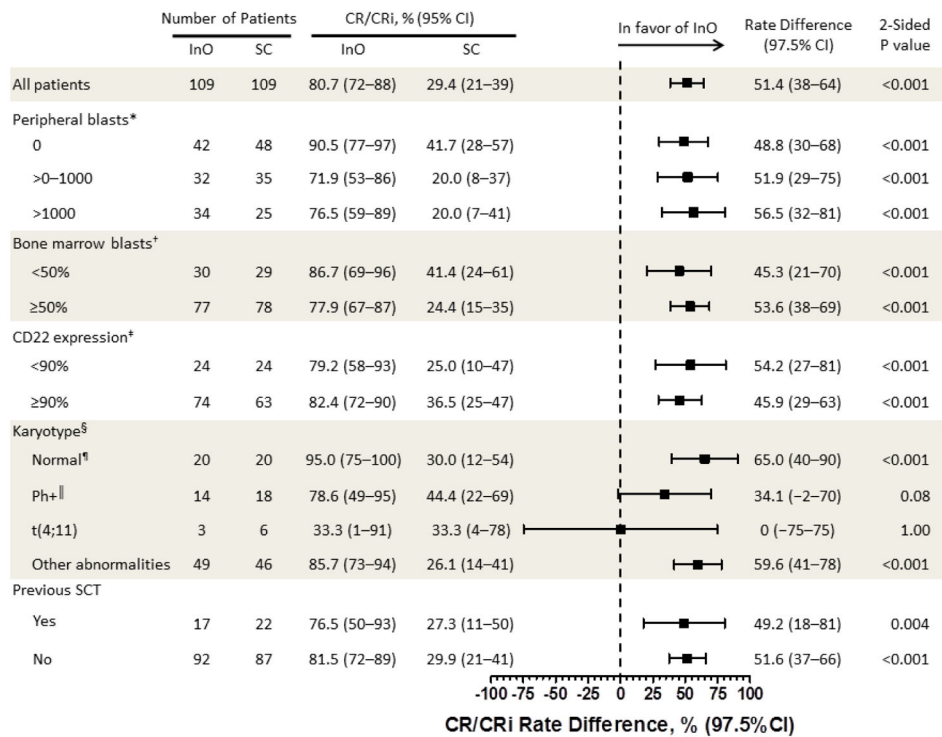 Number of Patients CR/CRi, % (95% CI) In favor of InO Rate Difference (97.5% CI) 2-Sided P value
InO SC InO SC
All patients 109 109 80.7 (72–88) 29.4 (21–39) 51.4 (38–64) <0.001
Peripheral blasts*
0 42 48 90.5 (77–97) 41.7 (28–57) 48.8 (30–68) <0.001
>0–1000 32 35 71.9 (53–86) 20.0 (8–37) 51.9 (29–75) <0.001
>1000 34 25 76.5 (59–89) 20.0 (7–41) 56.5 (32–81) <0.001
Bone marrow blasts†
<50% 30 29 86.7 (69–96) 41.4 (24–61) 45.3 (21–70) <0.001
≥50% 77 78 77.9 (67–87) 24.4 (15–35) 53.6 (38–69) <0.001
CD22 expression‡
<90% 24 24 79.2 (58–93) 25.0 (10–47) 54.2 (27–81) <0.001
≥90% 74 63 82.4 (72–90) 36.5 (25–47) 45.9 (29–63) <0.001
Karyotype§
Normal¶ 20 20 95.0 (75–100) 30.0 (12–54) 65.0 (40–90) <0.001
Ph+‖ 14 18 78.6 (49–95) 44.4 (22–69) 34.1 (−2–70) 0.08
t(4;11) 3 6 33.3 (1–91) 33.3 (4–78) 0 (−75–75) 1.00
Other abnormalities 49 46 85.7 (73–94) 26.1 (14–41) 59.6 (41–78) <0.001
Previous SCT
Yes 17 22 76.5 (50–93) 27.3 (11–50) 49.2 (18–81) 0.004
No 92 87 81.5 (72–89) 29.9 (21–41) 51.6 (37–66) <0.001
-100 -75 -50 -25 0 25 50 75 100
CR/CRi Rate Difference, % (97.5%CI)